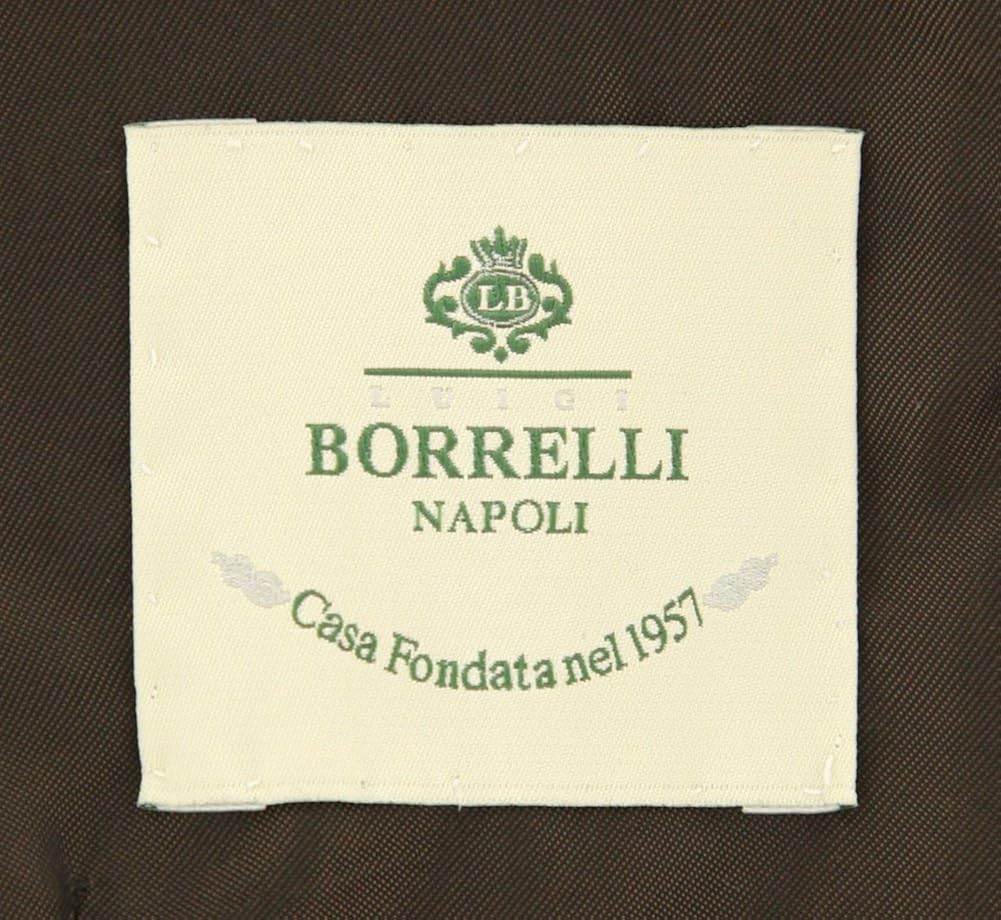 LB
LUIGI
BORRELLI
NAPOLI
Casa Fondata nel 1957